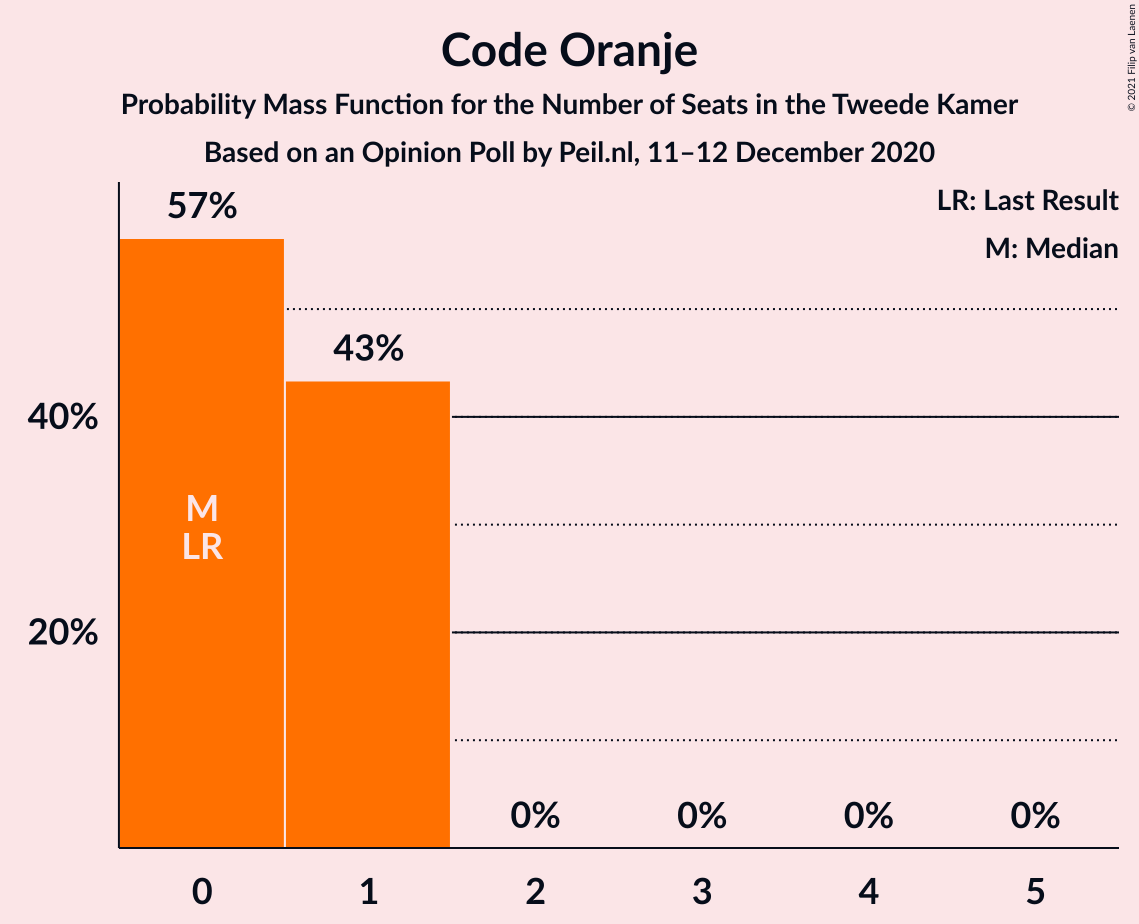 Code Oranje
Probability Mass Function for the Number of Seats in the Tweede Kamer
Based on an Opinion Poll by Peil.nl, 11–12 December 2020
© 2021 Filip van Laenen
LR: Last Result
M: Median
57%
43%
40%
M
LR
20%
0% 0% 0% 0%
0 1 2 3 4 5